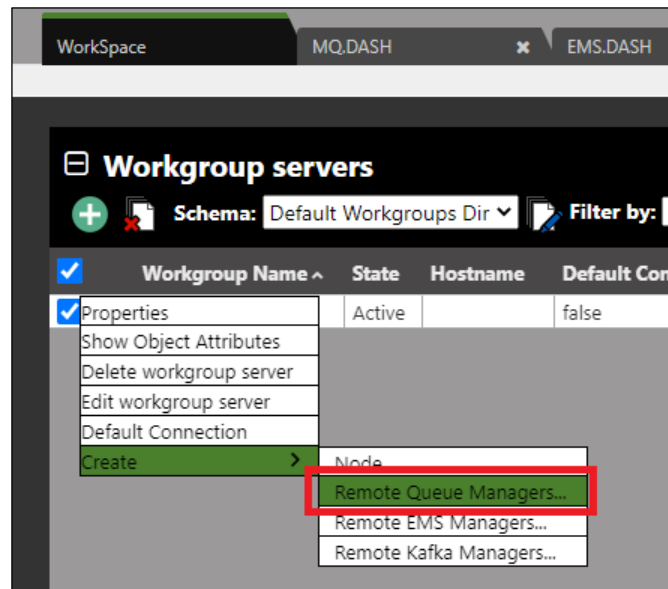 WorkSpace MQ.DASH EMS.DASH
Workgroup servers
Schema: Default Workgroups Dir Filter by:
Workgroup Name State Hostname Default Con
Properties Active false
Show Object Attributes
Delete workgroup server
Edit workgroup server
Default Connection
Create Node
Remote Queue Managers...
Remote EMS Managers...
Remote Kafka Managers...